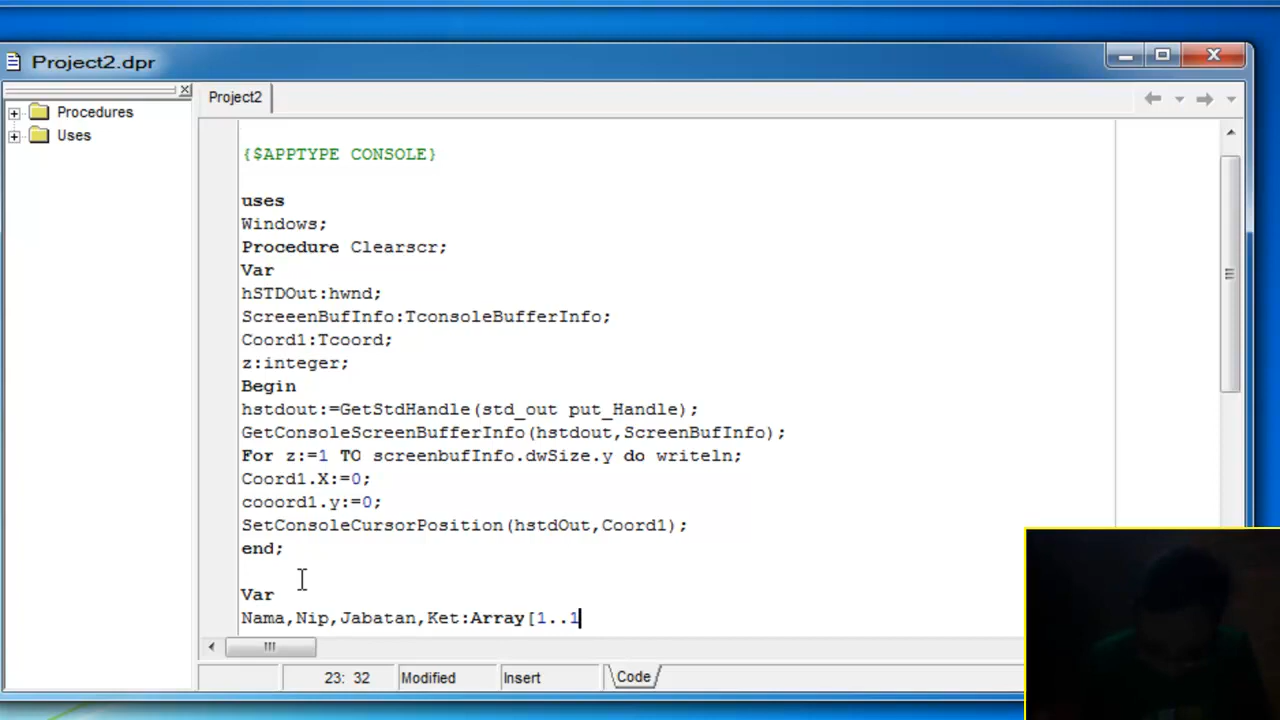 Project2.dpr
Procedures
Uses
Project2
{$APPTYPE CONSOLE}
uses
Windows;
Procedure Clearscr;
Var
hSTDOut:hwnd;
ScreeenBufInfo:TconsoleBufferInfo;
Coord1:Tcoord;
z:integer;
Begin
hstdout:=GetStdHandle(std_out put_Handle);
GetConsoleScreenBufferInfo(hstdout,ScreenBufInfo);
For z:=1 TO screenbufInfo.dwSize.y do writeln;
Coord1.X:=0;
cooord1.y:=0;
SetConsoleCursorPosition(hstdOut,Coord1);
end;
Var
Nama,Nip,Jabatan,Ket:Array[1..1
23: 32
Modified
Insert
Code